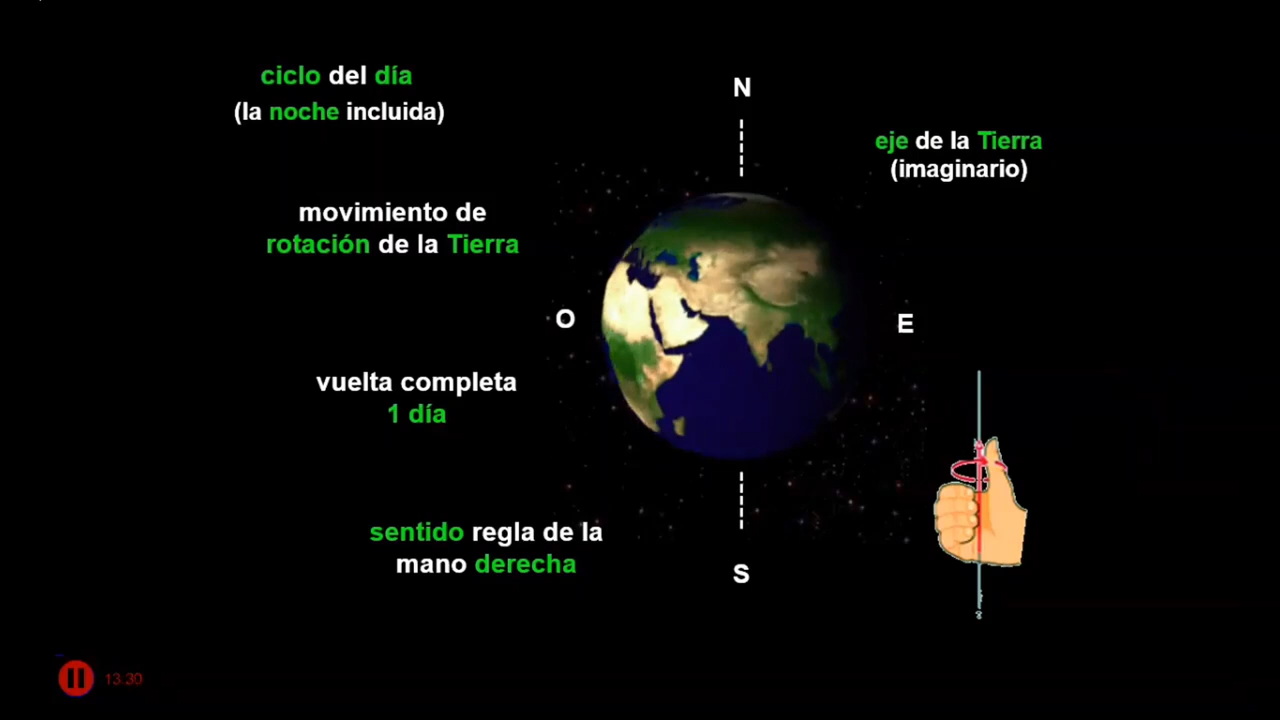 ciclo del día
(la noche incluida)
N
eje de la Tierra
(imaginario)
movimiento de
rotación de la Tierra
O
E
vuelta completa
1 día
sentido regla de la
mano derecha
S
13:30